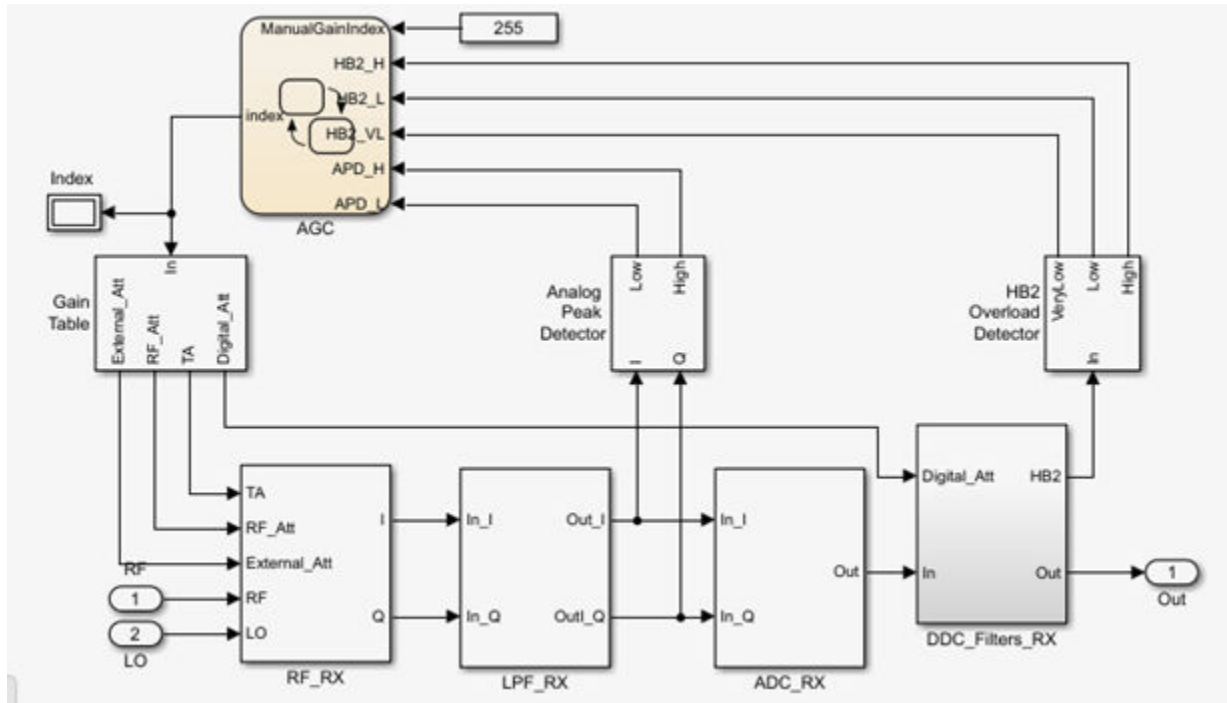 ManualGainIndex
255
HB2_H
HB2_L
index
HB2_VL
APD_H
APD_L
AGC
Index
In
External_Att
RF_Att
TA
Digital_Att
Gain
Table
Low
High
Analog
Peak
Detector
I
Q
VeryLow
Low
High
HB2
Overload
Detector
In
TA
RF_Att
External_Att
RF
LO
I
Q
RF_RX
RF
1
2
LO
In_I
In_Q
Out_I
OutI_Q
LPF_RX
In_I
In_Q
Out
ADC_RX
Digital_Att
HB2
In
Out
DDC_Filters_RX
1
Out